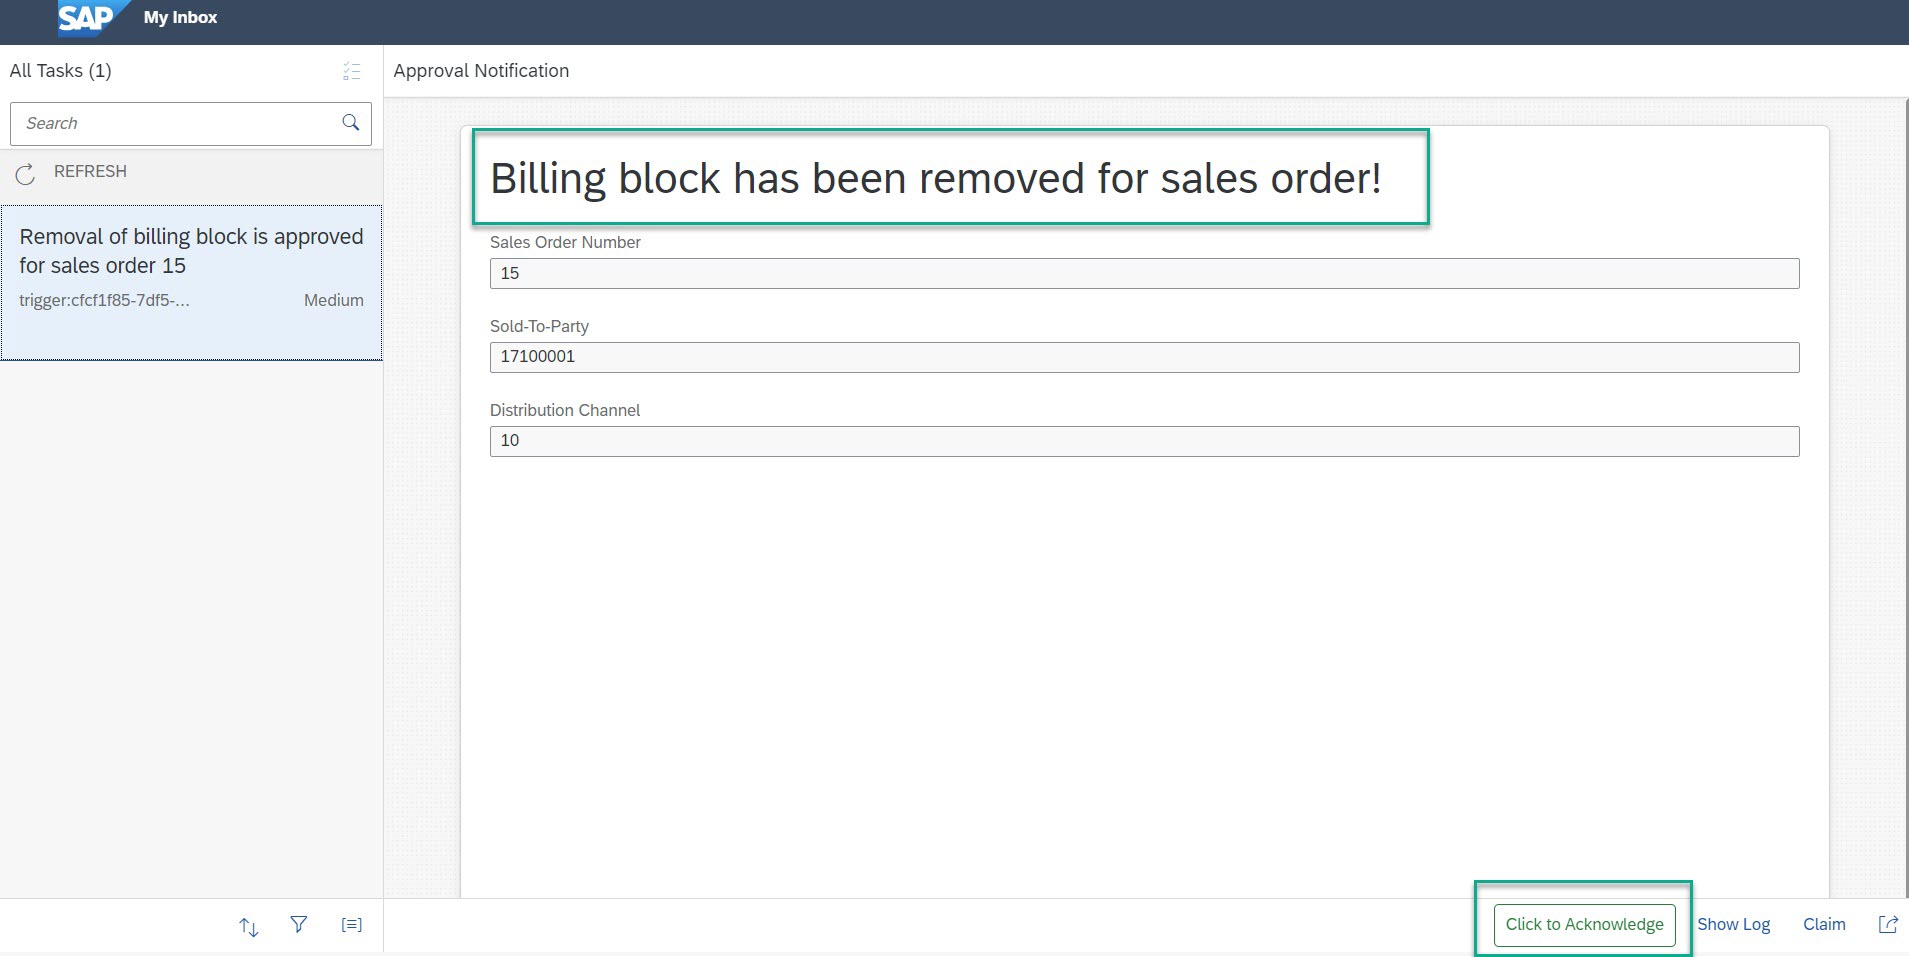 SAP My Inbox
All Tasks (1)
Search
REFRESH
Removal of billing block is approved
for sales order 15
trigger:cfcf1f85-7df5-... Medium
Approval Notification
Billing block has been removed for sales order!
Sales Order Number
15
Sold-To-Party
17100001
Distribution Channel
10
Click to Acknowledge Show Log Claim